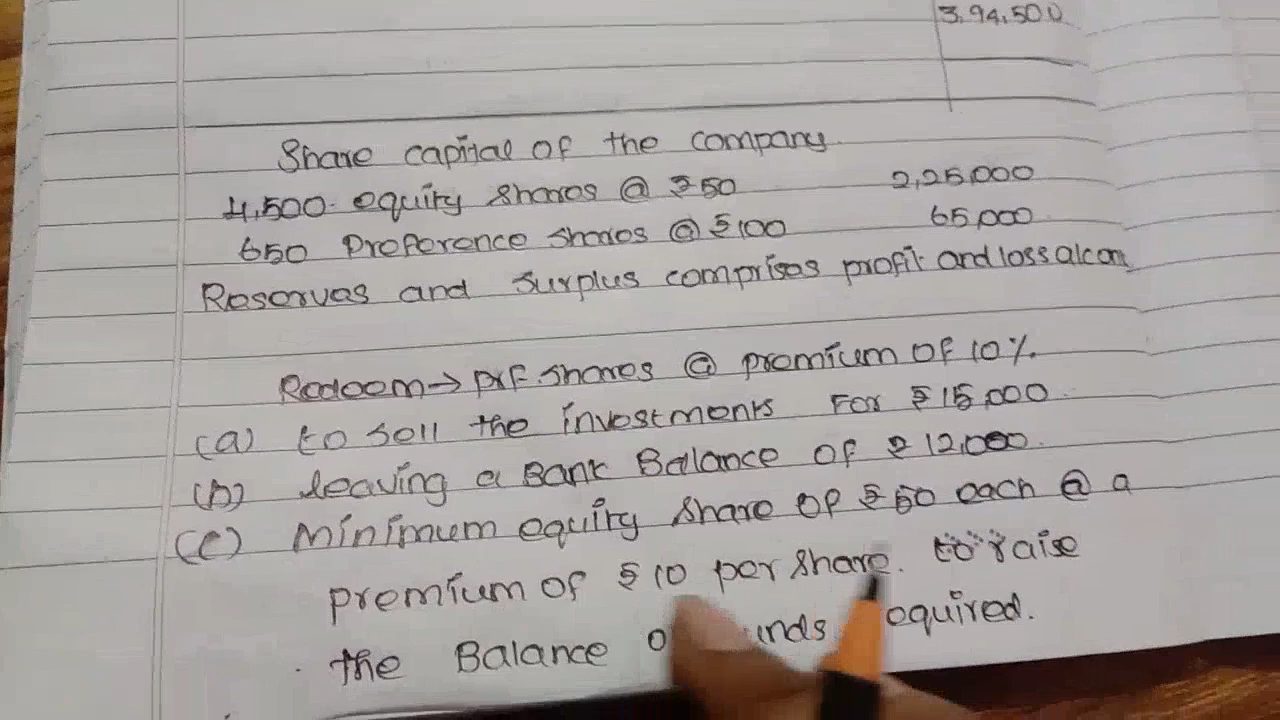 3,94,500
Share capital of the company
4,500 equity shares @ ₹50 2,25,000
650 Preference shares @ ₹100 65,000
Reserves and surplus comprises profit and loss a/c
Redeem → prf. shares @ premium of 10%.
(a) to sell the investments For ₹15,000.
(b) leaving a Bank Balance of ₹12,000.
(c) Minimum equity share of ₹50 each @ a
premium of ₹10 per share. to raise
the Balance required.